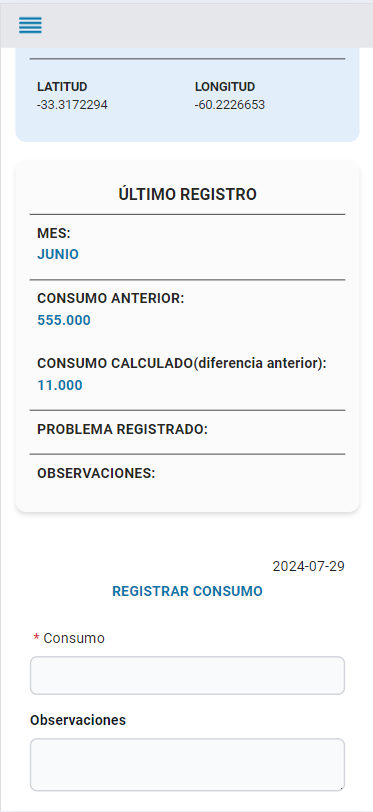 LATITUD LONGITUD
-33.3172294 -60.2226653
ÚLTIMO REGISTRO
MES:
JUNIO
CONSUMO ANTERIOR:
555.000
CONSUMO CALCULADO(diferencia anterior):
11.000
PROBLEMA REGISTRADO:
OBSERVACIONES:
2024-07-29
REGISTRAR CONSUMO
* Consumo
Observaciones